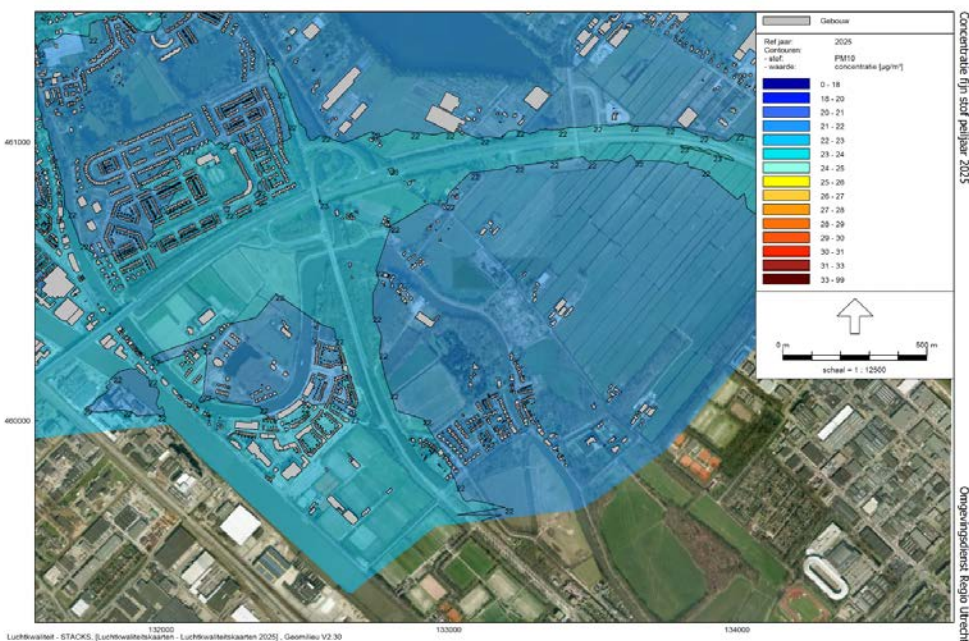 Gebouw
Ref.jaar: 2025
Contouren:
- stof: PM10
- waarde: concentratie [µg/m³]
0 - 18
18 - 20
20 - 21
21 - 22
22 - 23
23 - 24
24 - 25
25 - 26
26 - 27
27 - 28
28 - 29
29 - 30
30 - 31
31 - 33
33 - 99
0 m 500 m
schaal = 1 : 12500
Concentratie fijn stof peiljaar 2025
Omgevingsdienst Regio Utrecht
461000
460000
132000 133000 134000
Luchtkwaliteit - STACKS, [Luchtkwaliteitskaarten - Luchtkwaliteitskaarten 2025] , Geomilieu V2.30